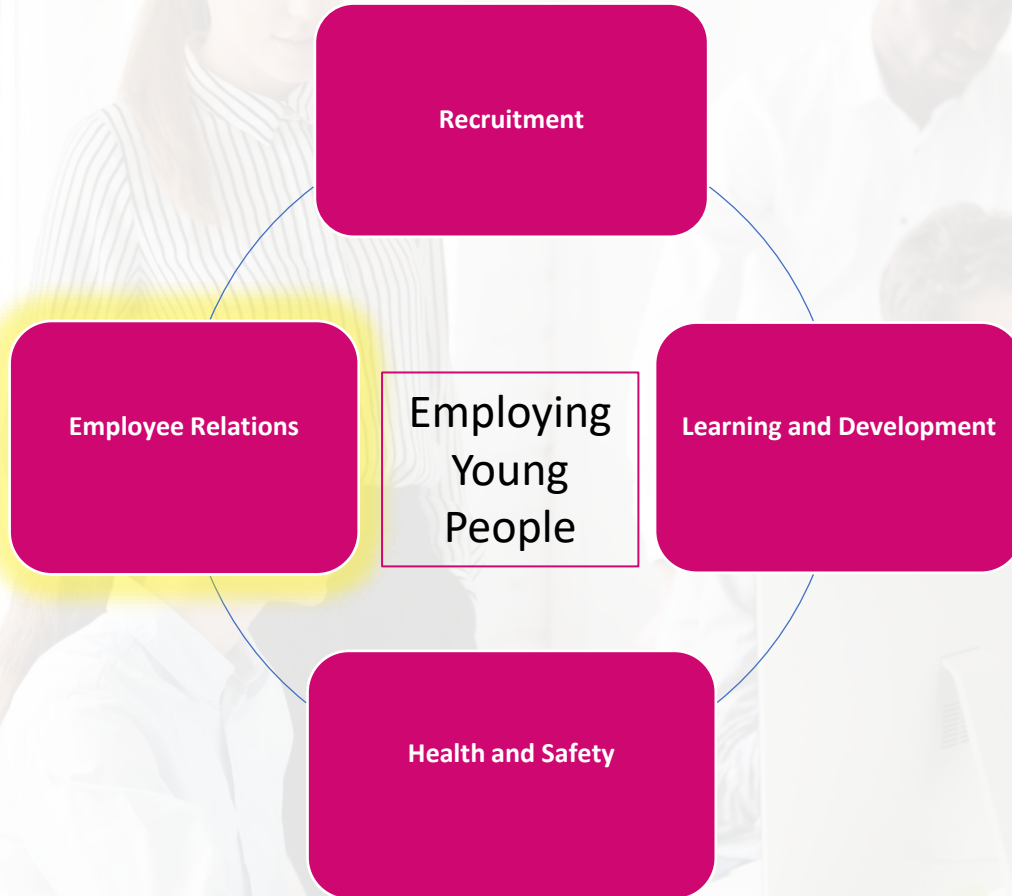 Recruitment
Employee Relations
Employing
Young
People
Learning and Development
Health and Safety